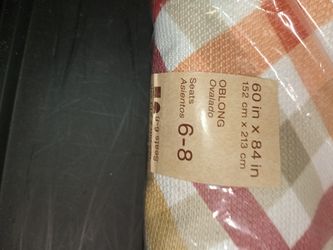 60 in x 84 in
152 cm x 213 cm
OBLONG
Ovalado
Seats
Asientos
6-8